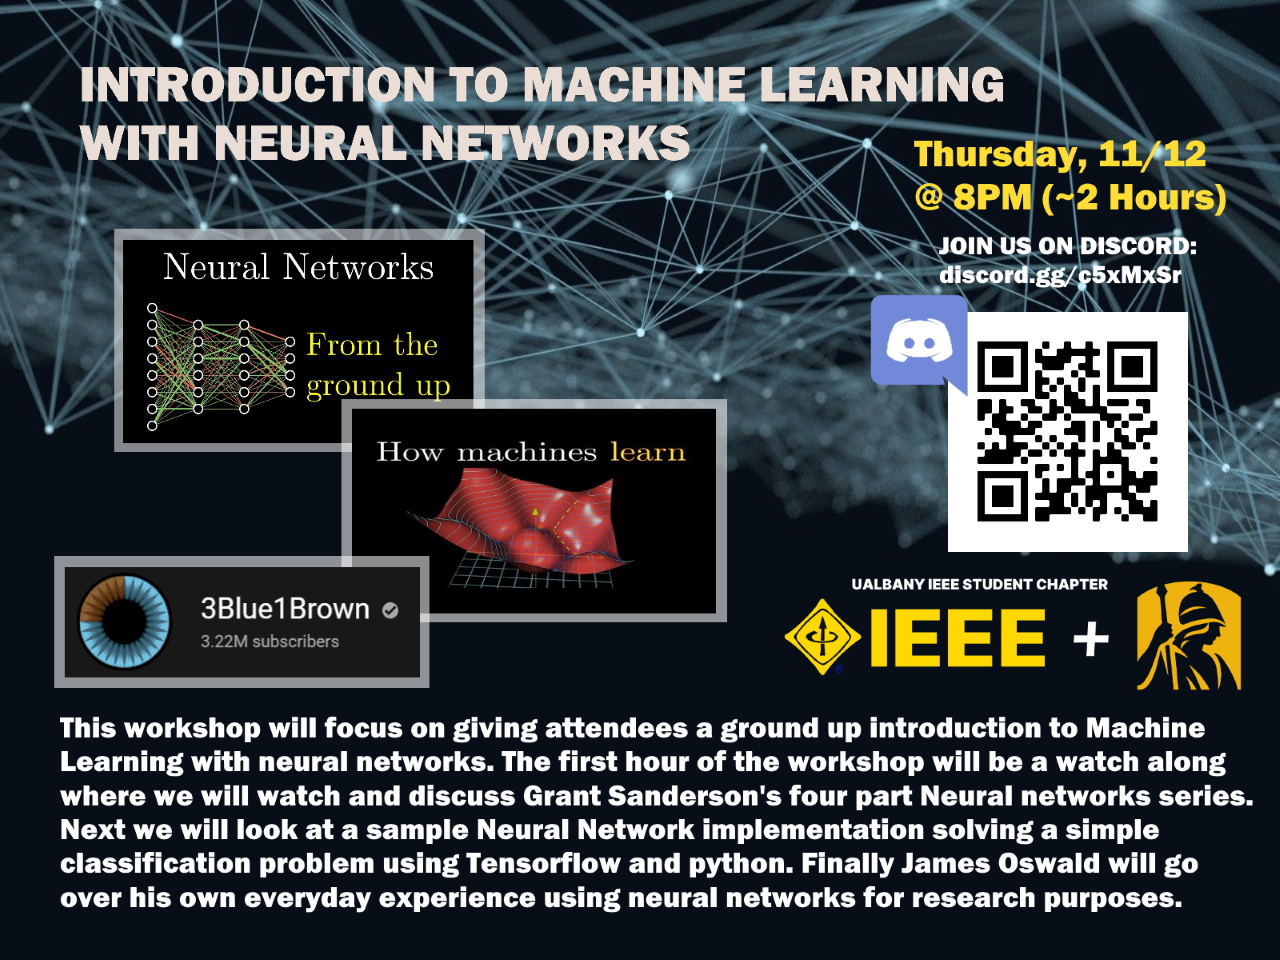 INTRODUCTION TO MACHINE LEARNING
WITH NEURAL NETWORKS
Thursday, 11/12
@ 8PM (~2 Hours)
JOIN US ON DISCORD:
discord.gg/c5xMxSr
Neural Networks
From the
ground up
How machines learn
3Blue1Brown
3.22M subscribers
UALBANY IEEE STUDENT CHAPTER
IEEE +
This workshop will focus on giving attendees a ground up introduction to Machine
Learning with neural networks. The first hour of the workshop will be a watch along
where we will watch and discuss Grant Sanderson's four part Neural networks series.
Next we will look at a sample Neural Network implementation solving a simple
classification problem using Tensorflow and python. Finally James Oswald will go
over his own everyday experience using neural networks for research purposes.